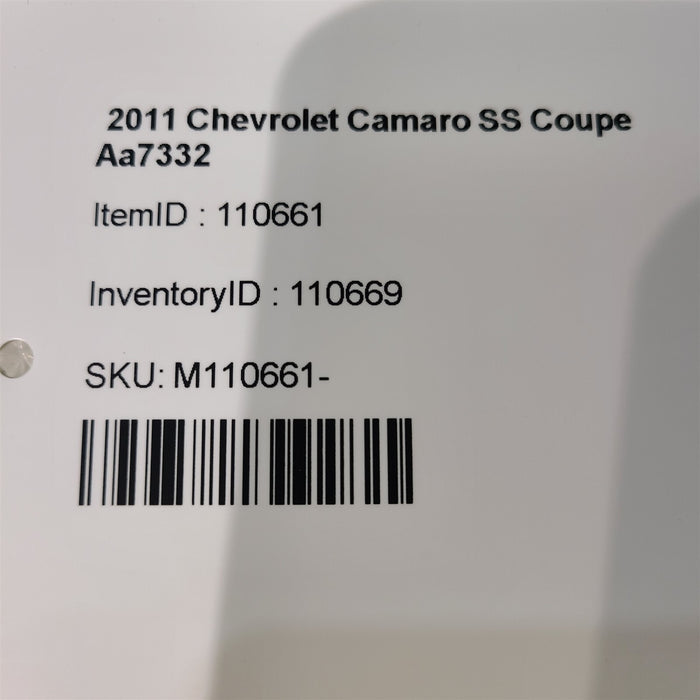 2011 Chevrolet Camaro SS Coupe
Aa7332
ItemID : 110661
InventoryID : 110669
SKU: M110661-